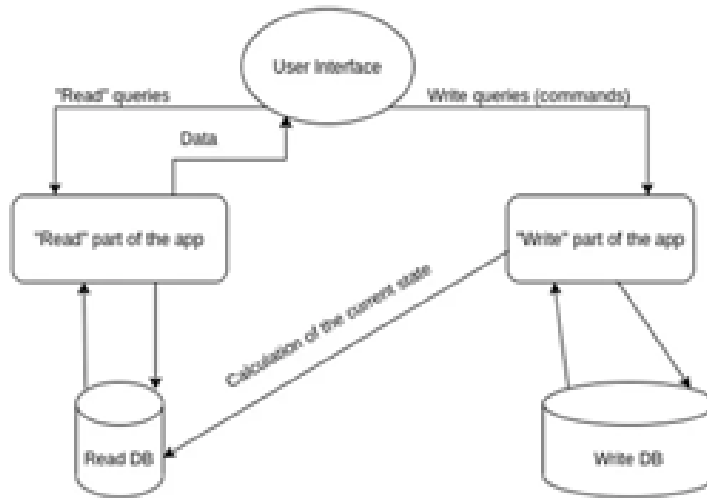 User Interface
"Read" queries
Write queries (commands)
Data
"Read" part of the app
"Write" part of the app
Calculation of the current state
Read DB
Write DB